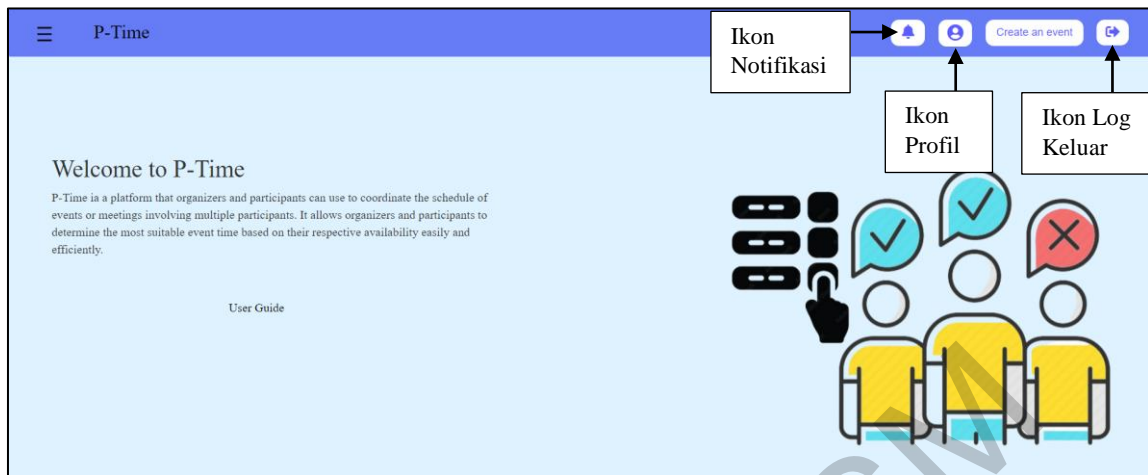 ☰ P-Time
Ikon
Notifikasi
Create an event
Ikon
Profil
Ikon Log
Keluar
Welcome to P-Time
P-Time ia a platform that organizers and participants can use to coordinate the schedule of
events or meetings involving multiple participants. It allows organizers and participants to
determine the most suitable event time based on their respective availability easily and
efficiently.
User Guide